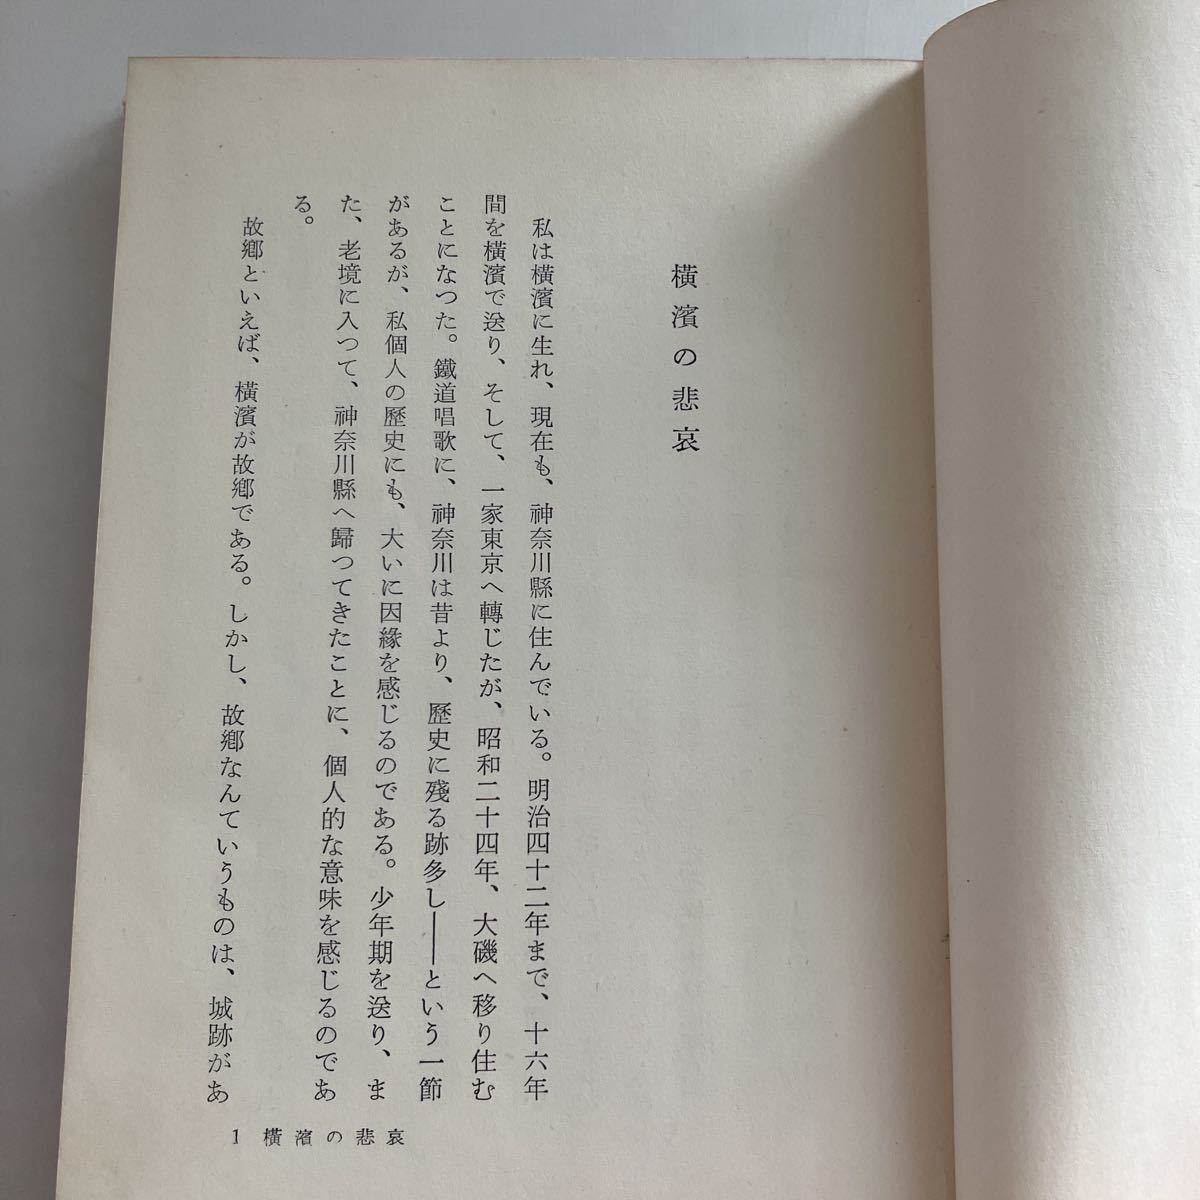 橫濱の悲哀
私は橫濱に生れ、現在も、神奈川縣に住んでいる。明治四十二年まで、十六年
間を橫濱で送り、そして、一家東京へ轉じたが、昭和二十四年、大磯へ移り住む
ことになつた。鐵道唱歌に、神奈川は昔より、歷史に殘る跡多し――という一節
があるが、私個人の歷史にも、大いに因緣を感じるのである。少年期を送り、ま
た、老境に入つて、神奈川縣へ歸つてきたことに、個人的な意味を感じるのであ
る。
故鄕といえば、橫濱が故鄕である。しかし、故鄕なんていうものは、城跡があ
1 橫濱の悲哀